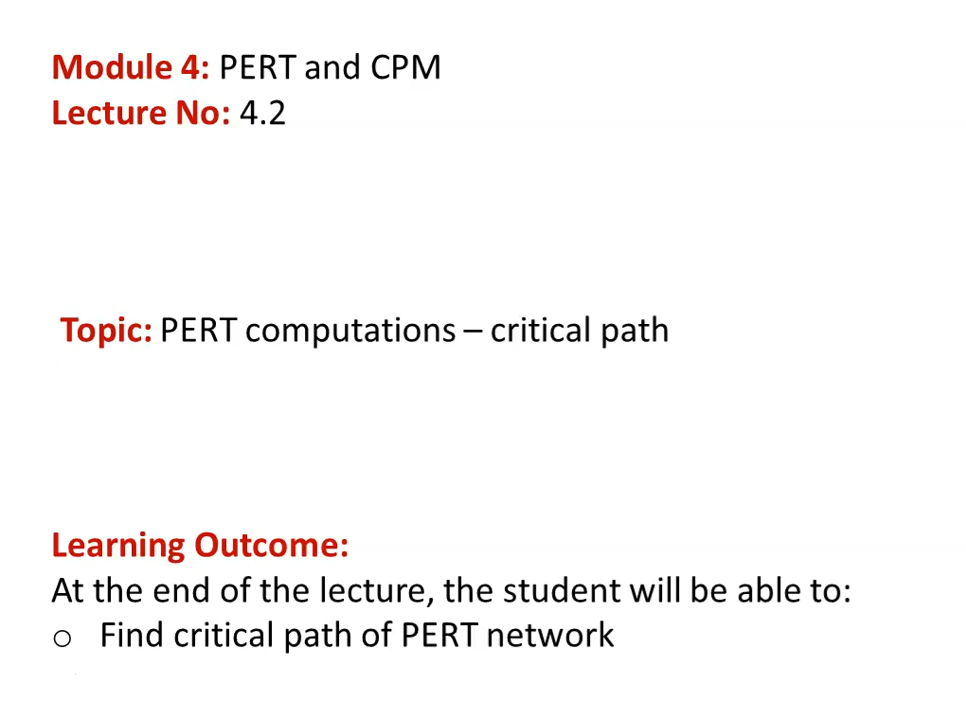 Module 4: PERT and CPM
Lecture No: 4.2
Topic: PERT computations – critical path
Learning Outcome:
At the end of the lecture, the student will be able to:
o Find critical path of PERT network